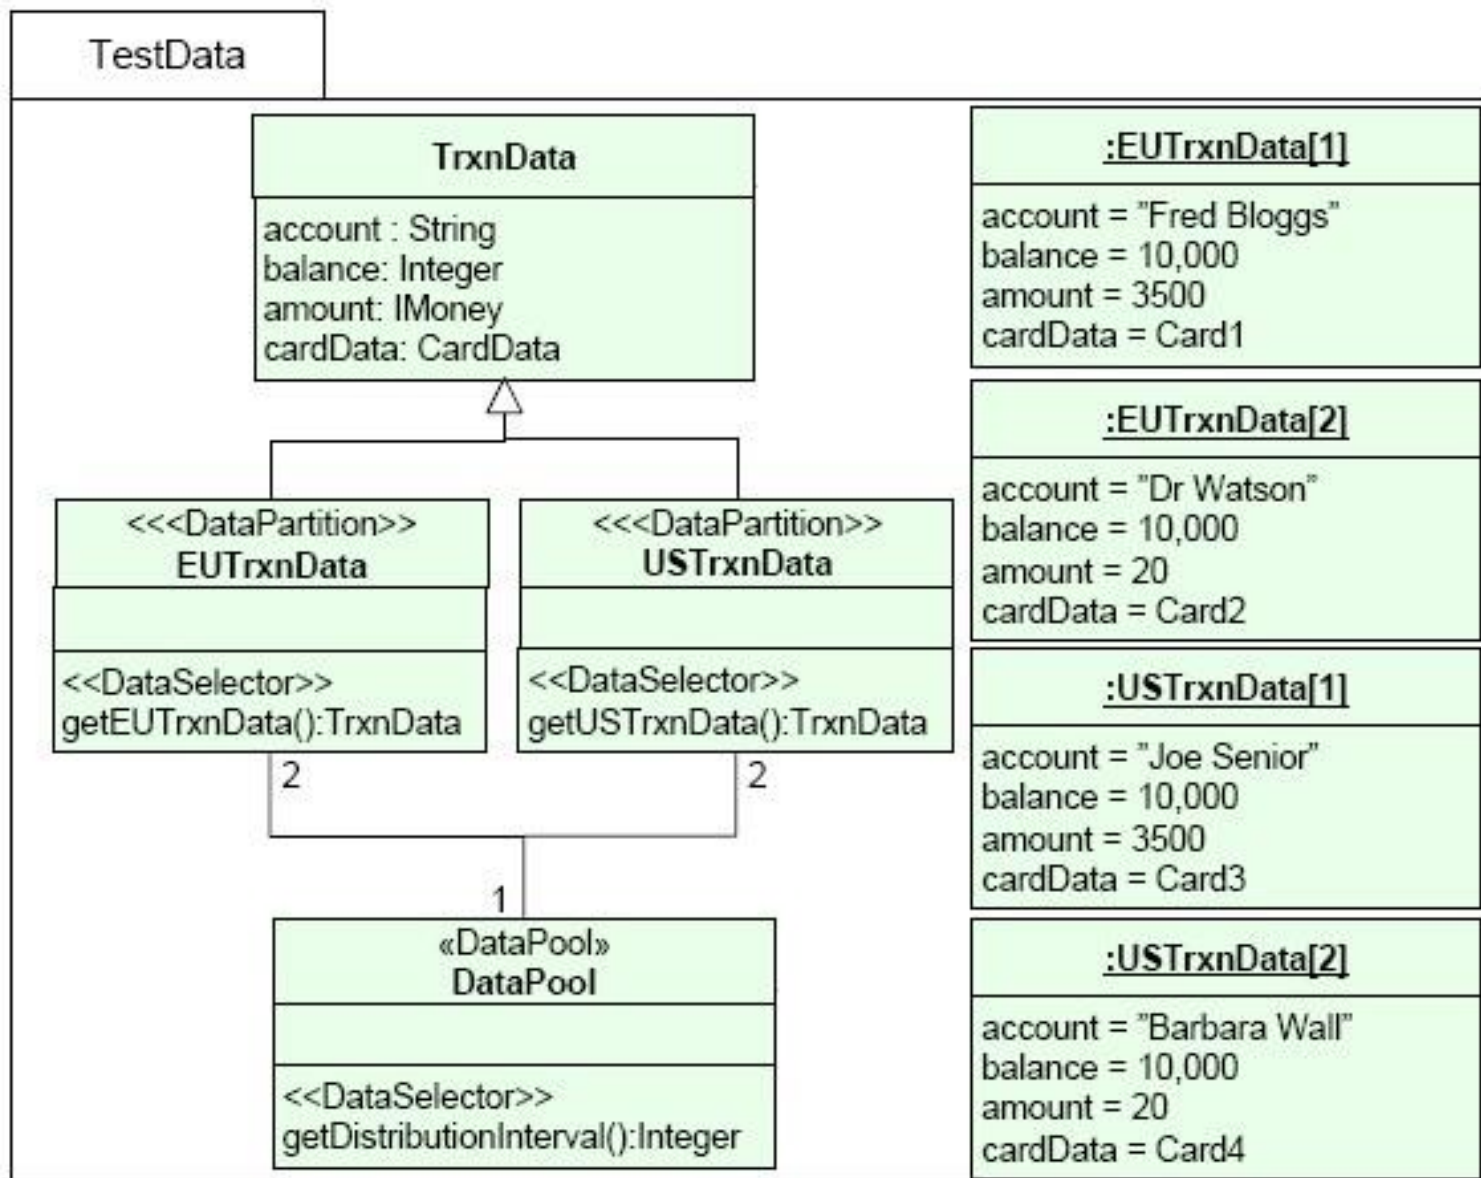 TestData
TrxnData
account : String
balance: Integer
amount: IMoney
cardData: CardData
<<<DataPartition>>
EUTrxnData
<<DataSelector>>
getEUTrxnData():TrxnData
2
<<<DataPartition>>
USTrxnData
<<DataSelector>>
getUSTrxnData():TrxnData
2
1
«DataPool»
DataPool
<<DataSelector>>
getDistributionInterval():Integer
:EUTrxnData[1]
account = ”Fred Bloggs”
balance = 10,000
amount = 3500
cardData = Card1
:EUTrxnData[2]
account = ”Dr Watson”
balance = 10,000
amount = 20
cardData = Card2
:USTrxnData[1]
account = ”Joe Senior”
balance = 10,000
amount = 3500
cardData = Card3
:USTrxnData[2]
account = ”Barbara Wall”
balance = 10,000
amount = 20
cardData = Card4